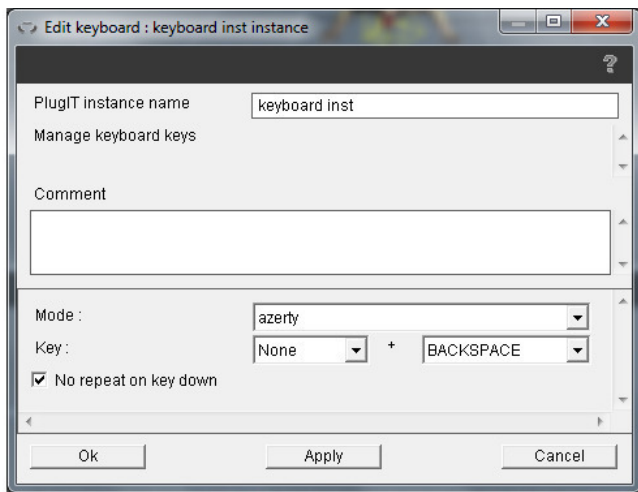 Edit keyboard : keyboard inst instance
?
PlugIT instance name keyboard inst
Manage keyboard keys
Comment
Mode : azerty
Key : None + BACKSPACE
No repeat on key down
Ok Apply Cancel